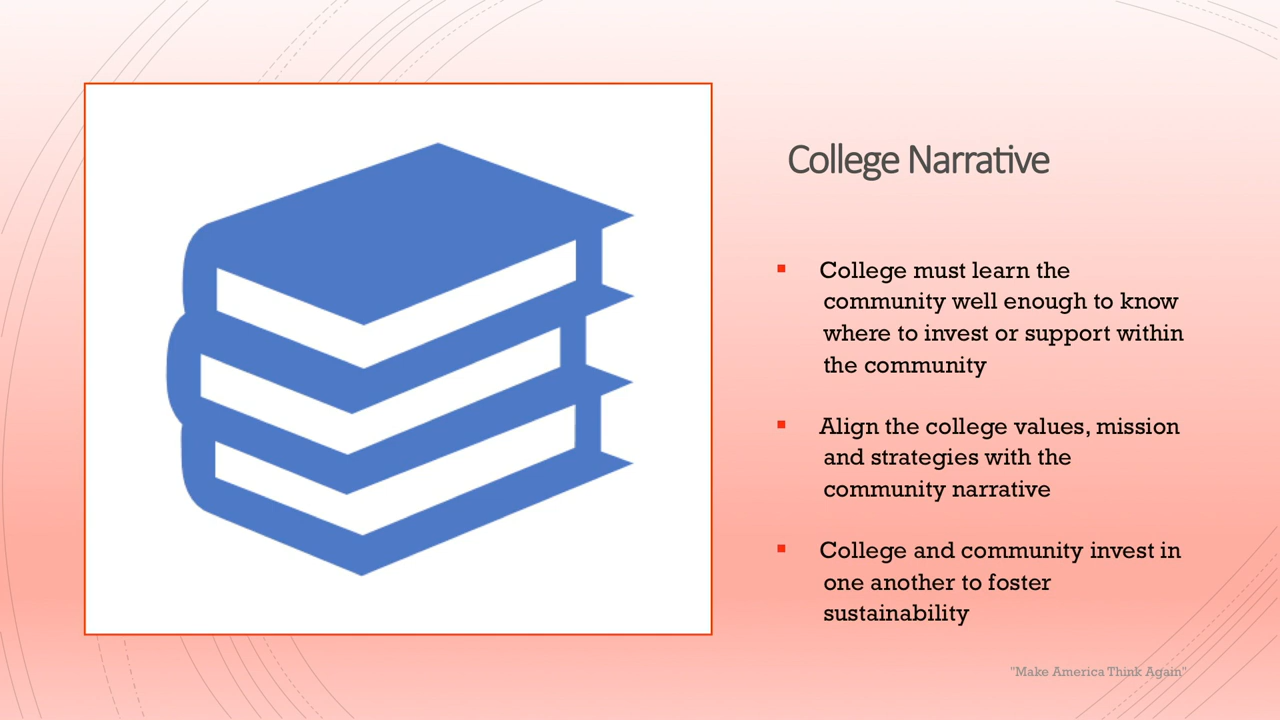 College Narrative
▪ College must learn the
community well enough to know
where to invest or support within
the community
▪ Align the college values, mission
and strategies with the
community narrative
▪ College and community invest in
one another to foster
sustainability
"Make America Think Again"